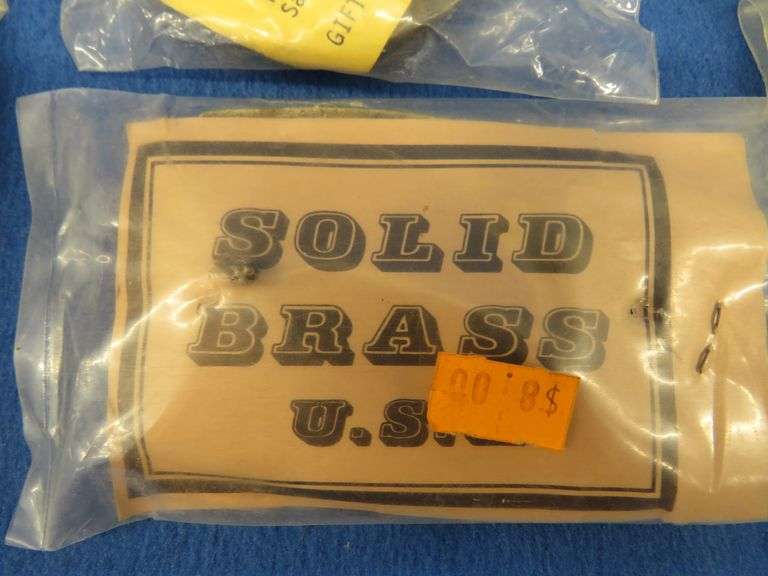 GIFT
SOLID
BRASS
U.S.
$8.00